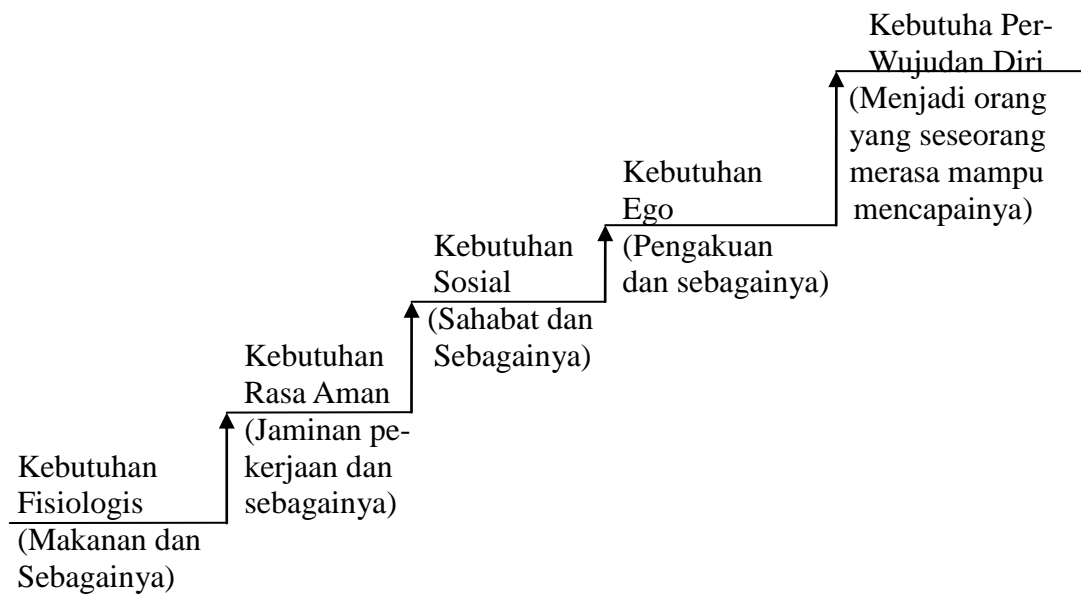 Kebutuhan
Fisiologis
(Makanan dan
Sebagainya)
Kebutuhan
Rasa Aman
(Jaminan pe-
kerjaan dan
sebagainya)
Kebutuhan
Sosial
(Sahabat dan
Sebagainya)
Kebutuhan
Ego
(Pengakuan
dan sebagainya)
Kebutuha Per-
Wujudan Diri
(Menjadi orang
yang seseorang
merasa mampu
mencapainya)